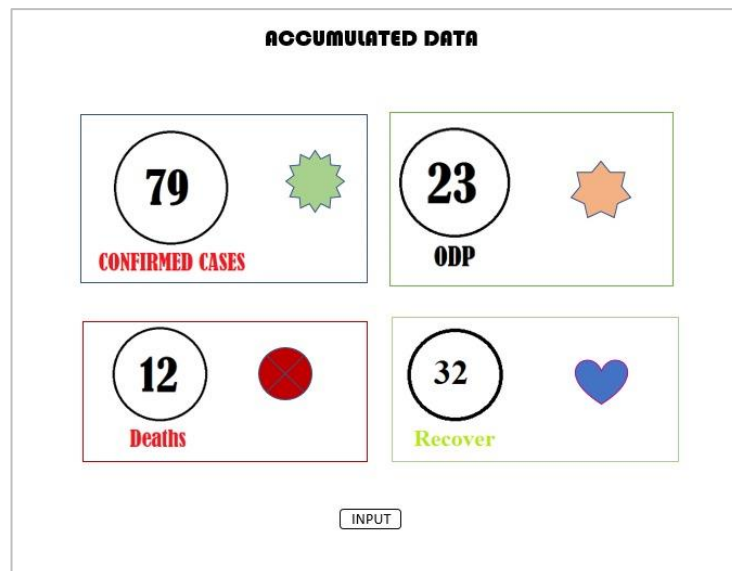 ACCUMULATED DATA
79
CONFIRMED CASES
23
ODP
12
Deaths
32
Recover
INPUT